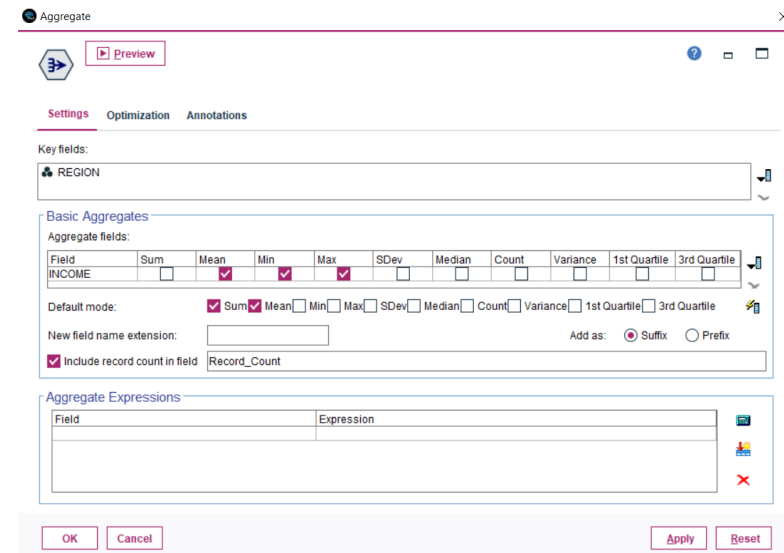 Aggregate
Preview
Settings Optimization Annotations
Key fields:
REGION
Basic Aggregates
Aggregate fields:
Field Sum Mean Min Max SDev Median Count Variance 1st Quartile 3rd Quartile
INCOME
Default mode: Sum Mean Min Max SDev Median Count Variance 1st Quartile 3rd Quartile
New field name extension: Add as: Suffix Prefix
Include record count in field Record_Count
Aggregate Expressions
Field Expression
OK Cancel Apply Reset